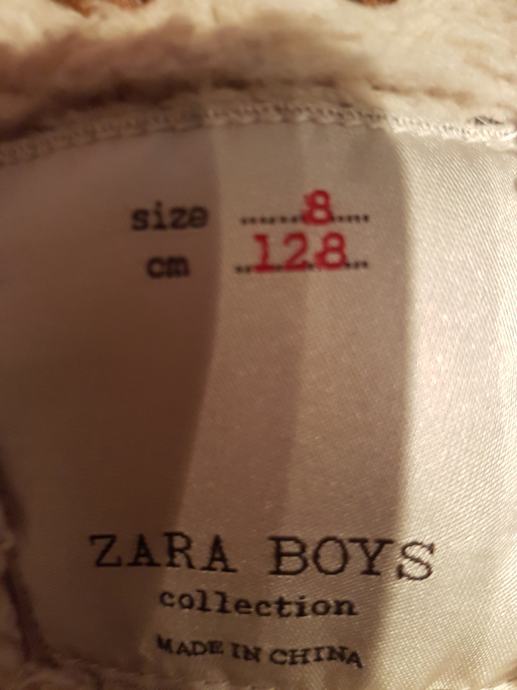 size ......8....
cm ..128...
ZARA BOYS
collection
MADE IN CHINA